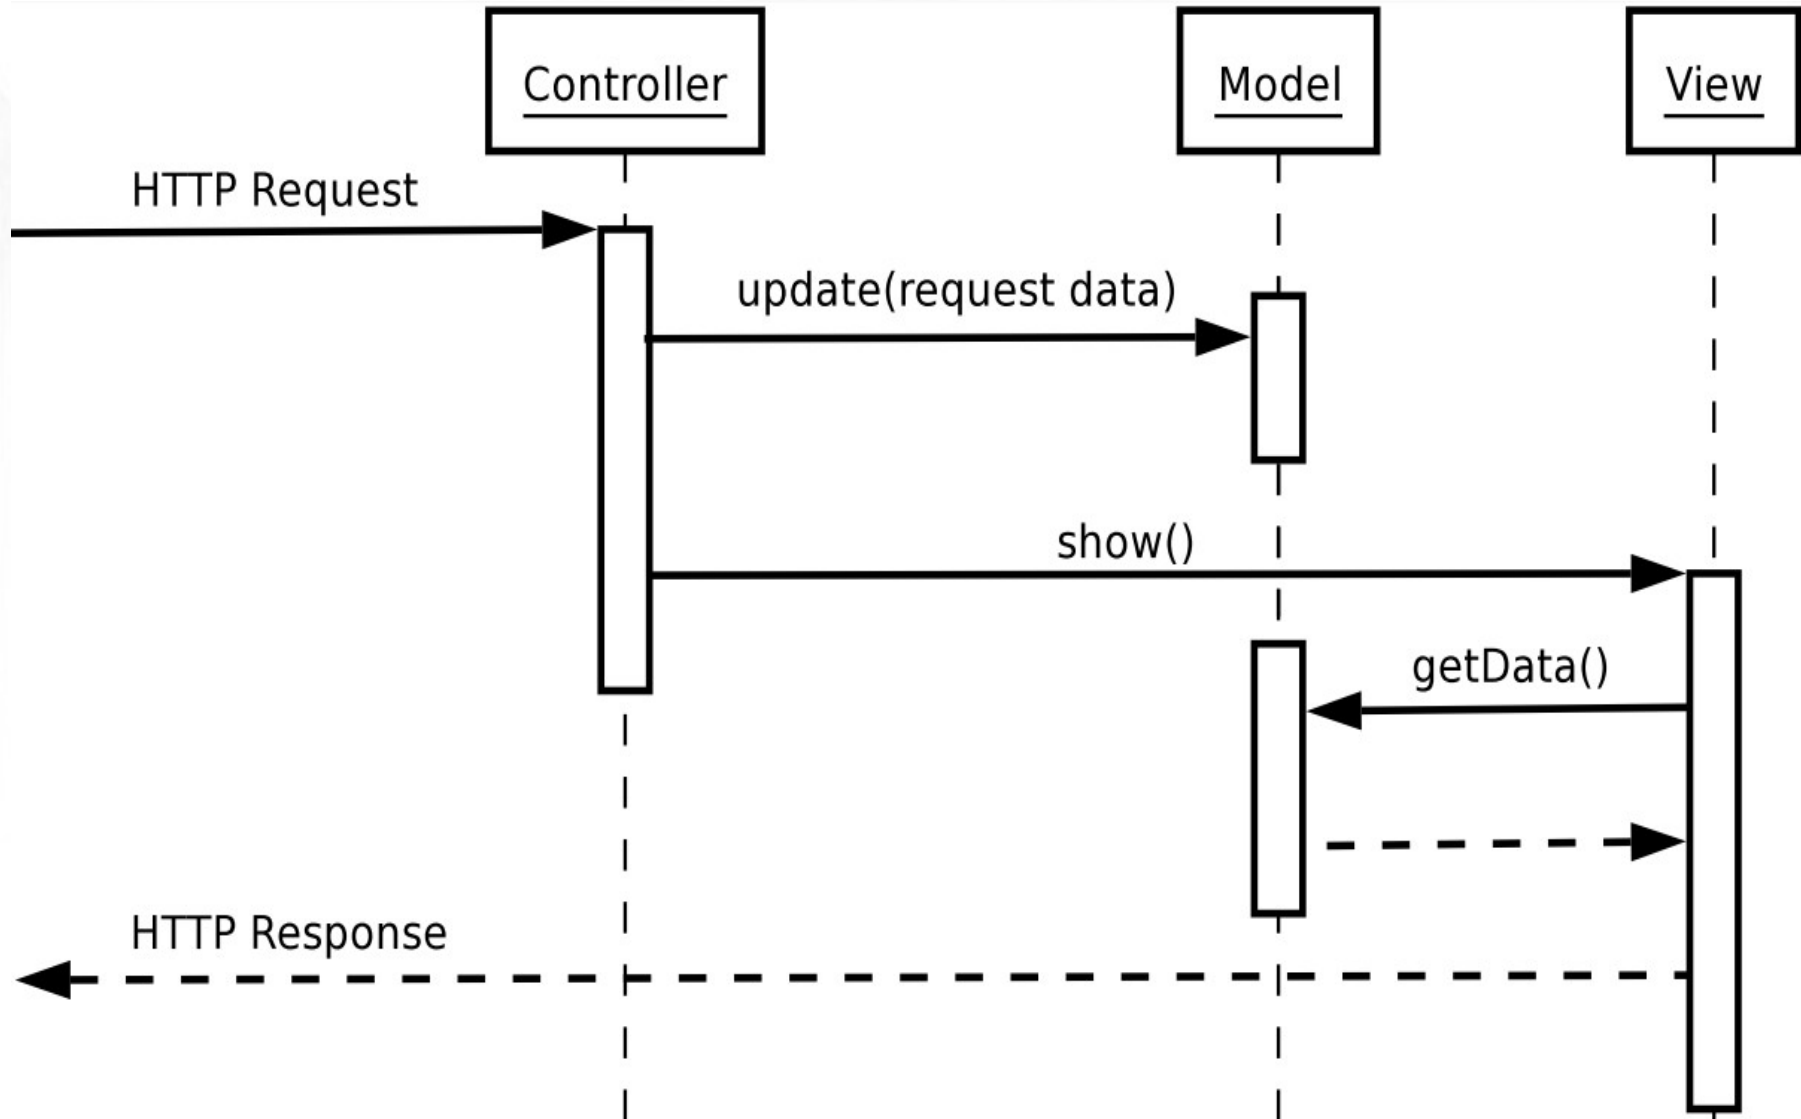 Controller
Model
View
HTTP Request
update(request data)
show()
getData()
HTTP Response